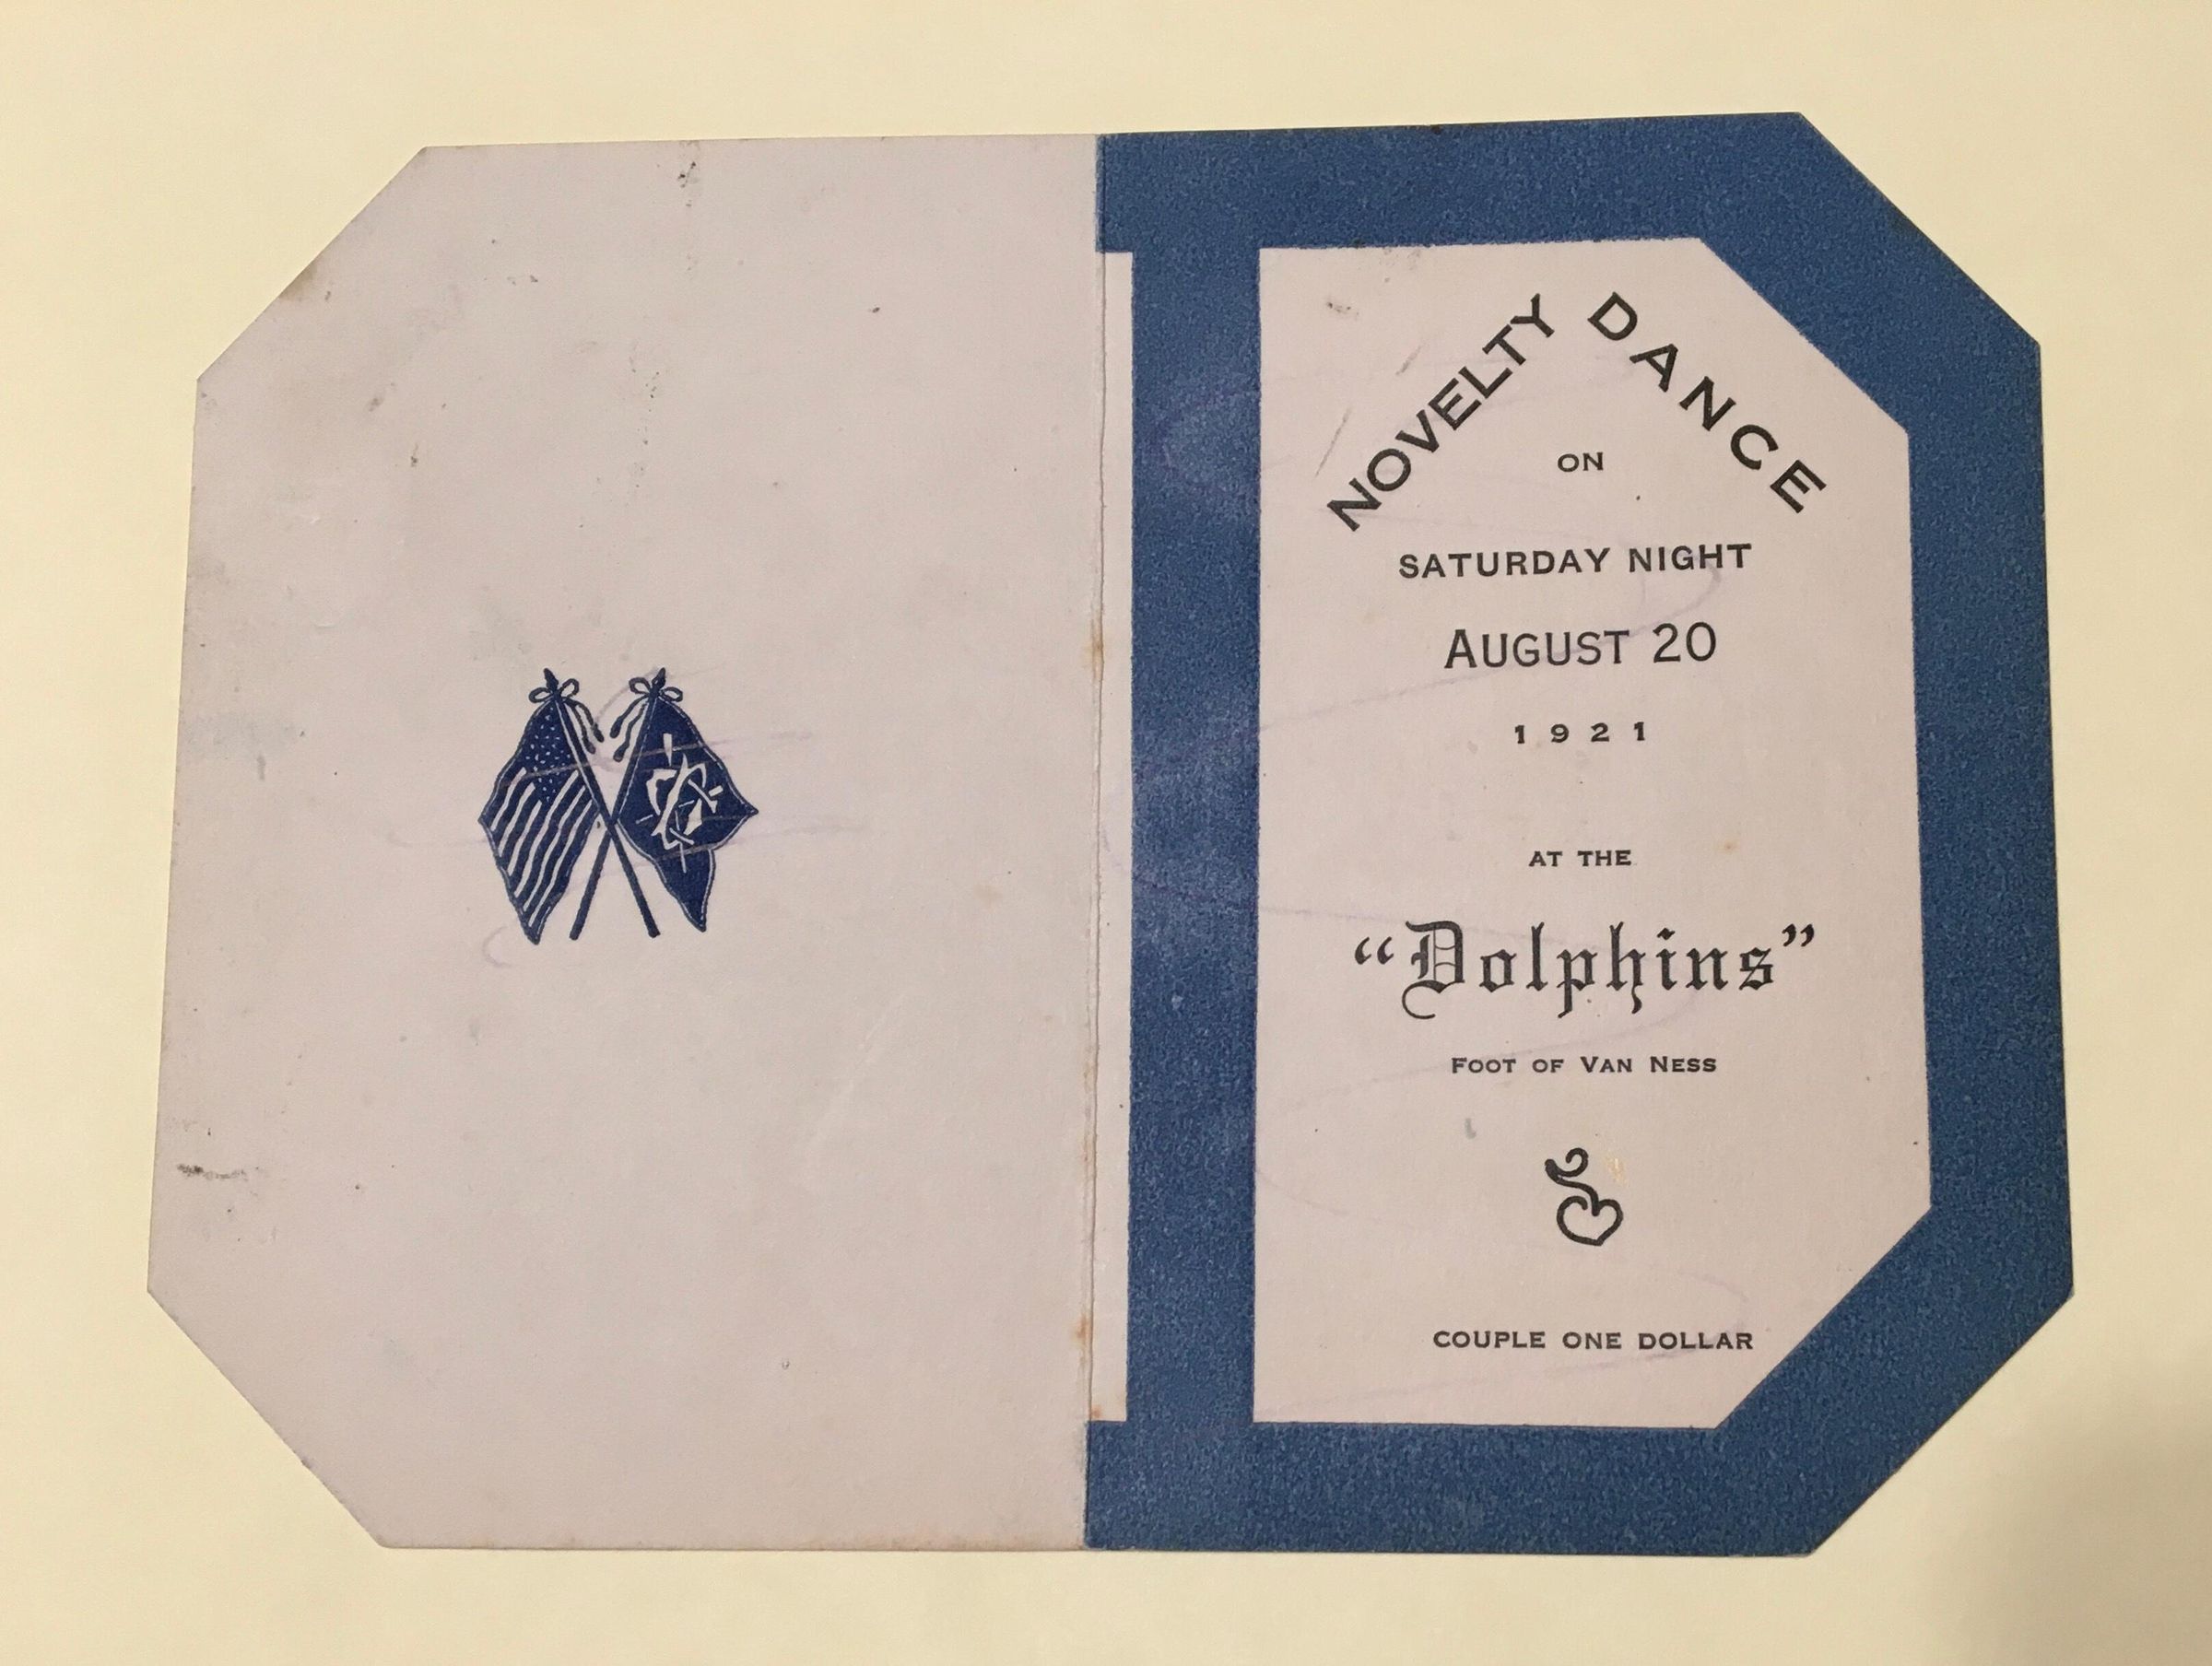 NOVELTY DANCE
ON
SATURDAY NIGHT
AUGUST 20
1921
AT THE
“Dolphins”
FOOT OF VAN NESS
COUPLE ONE DOLLAR